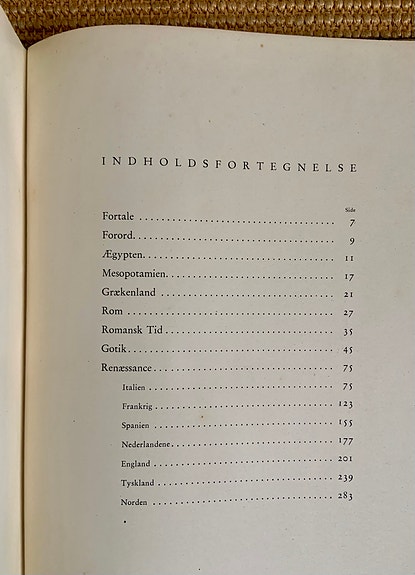 INDHOLDSFORTEGNELSE
Side
Fortale . . . . . . . . . . . . . . . . . . . . . . . . . . . . . . . . . . 7
Forord. . . . . . . . . . . . . . . . . . . . . . . . . . . . . . . . . . . 9
Ægypten. . . . . . . . . . . . . . . . . . . . . . . . . . . . . . . . . 11
Mesopotamien. . . . . . . . . . . . . . . . . . . . . . . . . . . . . 17
Grækenland . . . . . . . . . . . . . . . . . . . . . . . . . . . . . . 21
Rom . . . . . . . . . . . . . . . . . . . . . . . . . . . . . . . . . . . . 27
Romansk Tid . . . . . . . . . . . . . . . . . . . . . . . . . . . . . 35
Gotik. . . . . . . . . . . . . . . . . . . . . . . . . . . . . . . . . . . . 45
Renæssance. . . . . . . . . . . . . . . . . . . . . . . . . . . . . . . 75
Italien . . . . . . . . . . . . . . . . . . . . . . . . . . . . . . . . 75
Frankrig . . . . . . . . . . . . . . . . . . . . . . . . . . . . . . 123
Spanien . . . . . . . . . . . . . . . . . . . . . . . . . . . . . . 155
Nederlandene. . . . . . . . . . . . . . . . . . . . . . . . . . . 177
England . . . . . . . . . . . . . . . . . . . . . . . . . . . . . . 201
Tyskland . . . . . . . . . . . . . . . . . . . . . . . . . . . . . 239
Norden . . . . . . . . . . . . . . . . . . . . . . . . . . . . . . 283